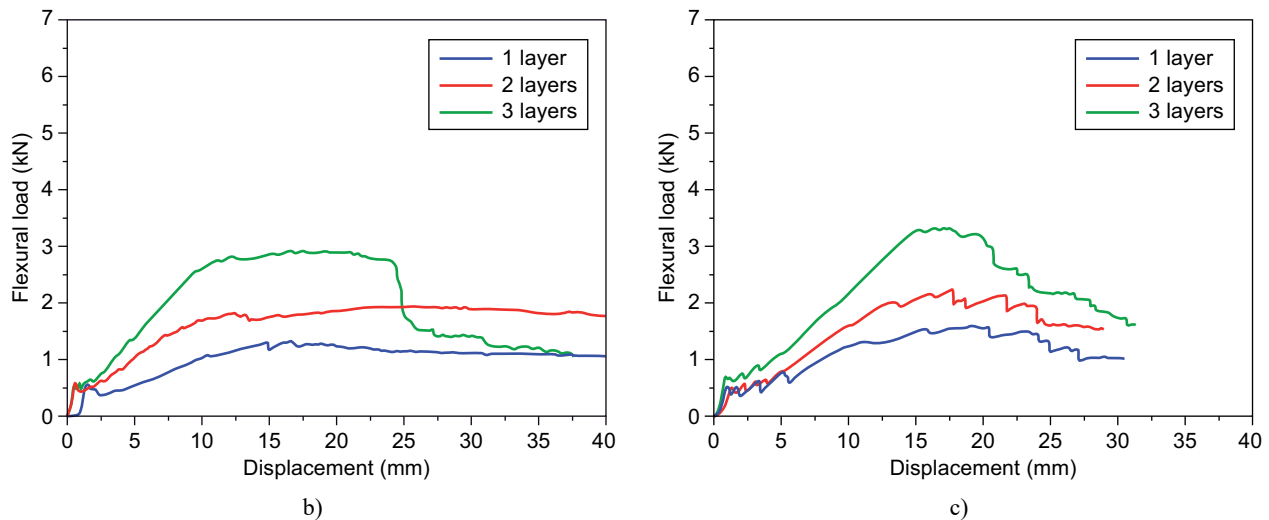 7
6
5
4
3
2
1
0
Flexural load (kN)
1 layer
2 layers
3 layers
0 5 10 15 20 25 30 35 40
Displacement (mm)
b)
7
6
5
4
3
2
1
0
Flexural load (kN)
1 layer
2 layers
3 layers
0 5 10 15 20 25 30 35 40
Displacement (mm)
c)